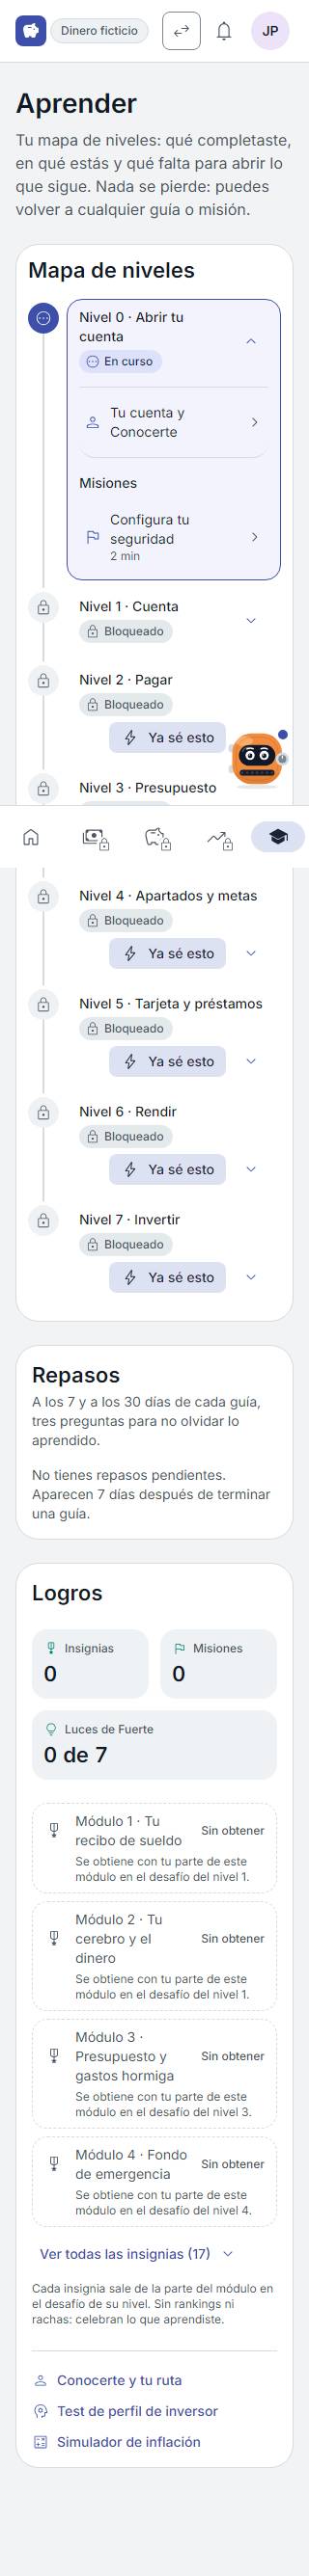 Dinero ficticio
JP
Aprender
Tu mapa de niveles: qué completaste,
en qué estás y qué falta para abrir lo
que sigue. Nada se pierde: puedes
volver a cualquier guía o misión.
Mapa de niveles
Nivel 0 · Abrir tu
cuenta
En curso
Tu cuenta y
Conocerte
Misiones
Configura tu
seguridad
2 min
Nivel 1 · Cuenta
Bloqueado
Nivel 2 · Pagar
Bloqueado
Ya sé esto
Nivel 3 · Presupuesto
Nivel 4 · Apartados y metas
Bloqueado
Ya sé esto
Nivel 5 · Tarjeta y préstamos
Bloqueado
Ya sé esto
Nivel 6 · Rendir
Bloqueado
Ya sé esto
Nivel 7 · Invertir
Bloqueado
Ya sé esto
Repasos
A los 7 y a los 30 días de cada guía,
tres preguntas para no olvidar lo
aprendido.
No tienes repasos pendientes.
Aparecen 7 días después de terminar
una guía.
Logros
Insignias
0
Misiones
0
Luces de Fuerte
0 de 7
Módulo 1 · Tu
recibo de sueldo
Sin obtener
Se obtiene con tu parte de este
módulo en el desafío del nivel 1.
Módulo 2 · Tu
cerebro y el
dinero
Sin obtener
Se obtiene con tu parte de este
módulo en el desafío del nivel 1.
Módulo 3 ·
Presupuesto y
gastos hormiga
Sin obtener
Se obtiene con tu parte de este
módulo en el desafío del nivel 3.
Módulo 4 · Fondo
de emergencia
Sin obtener
Se obtiene con tu parte de este
módulo en el desafío del nivel 4.
Ver todas las insignias (17)
Cada insignia sale de la parte del módulo en
el desafío de su nivel. Sin rankings ni
rachas: celebran lo que aprendiste.
Conocerte y tu ruta
Test de perfil de inversor
Simulador de inflación